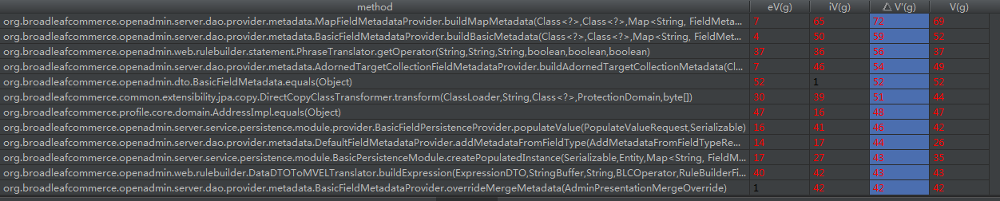 method eV(g) iV(g) △ V'(g) V(g)
org.broadleafcommerce.openadmin.server.dao.provider.metadata.MapFieldMetadataProvider.buildMapMetadata(Class<?>,Class<?>,Map<String, FieldMeta... 7 65 72 69
org.broadleafcommerce.openadmin.server.dao.provider.metadata.BasicFieldMetadataProvider.buildBasicMetadata(Class<?>,Class<?>,Map<String, FieldMet... 4 50 59 52
org.broadleafcommerce.openadmin.web.rulebuilder.statement.PhraseTranslator.getOperator(String,String,String,boolean,boolean,boolean) 37 36 56 37
org.broadleafcommerce.openadmin.server.dao.provider.metadata.AdornedTargetCollectionFieldMetadataProvider.buildAdornedTargetCollectionMetadata(Cl... 7 46 54 49
org.broadleafcommerce.openadmin.dto.BasicFieldMetadata.equals(Object) 52 1 52 52
org.broadleafcommerce.common.extensibility.jpa.copy.DirectCopyClassTransformer.transform(ClassLoader,String,Class<?>,ProtectionDomain,byte[]) 30 39 51 44
org.broadleafcommerce.profile.core.domain.AddressImpl.equals(Object) 47 16 48 47
org.broadleafcommerce.openadmin.server.service.persistence.module.provider.BasicFieldPersistenceProvider.populateValue(PopulateValueRequest,Serializable) 16 41 46 42
org.broadleafcommerce.openadmin.server.dao.provider.metadata.DefaultFieldMetadataProvider.addMetadataFromFieldType(AddMetadataFromFieldTypeRe... 14 17 44 26
org.broadleafcommerce.openadmin.server.service.persistence.module.BasicPersistenceModule.createPopulatedInstance(Serializable,Entity,Map<String, FieldM... 17 27 43 35
org.broadleafcommerce.openadmin.web.rulebuilder.DataDTOToMVELTranslator.buildExpression(ExpressionDTO,StringBuffer,String,BLCOperator,RuleBuilderFi... 40 42 43 43
org.broadleafcommerce.openadmin.server.dao.provider.metadata.BasicFieldMetadataProvider.overrideMergeMetadata(AdminPresentationMergeOverride) 1 42 42 42